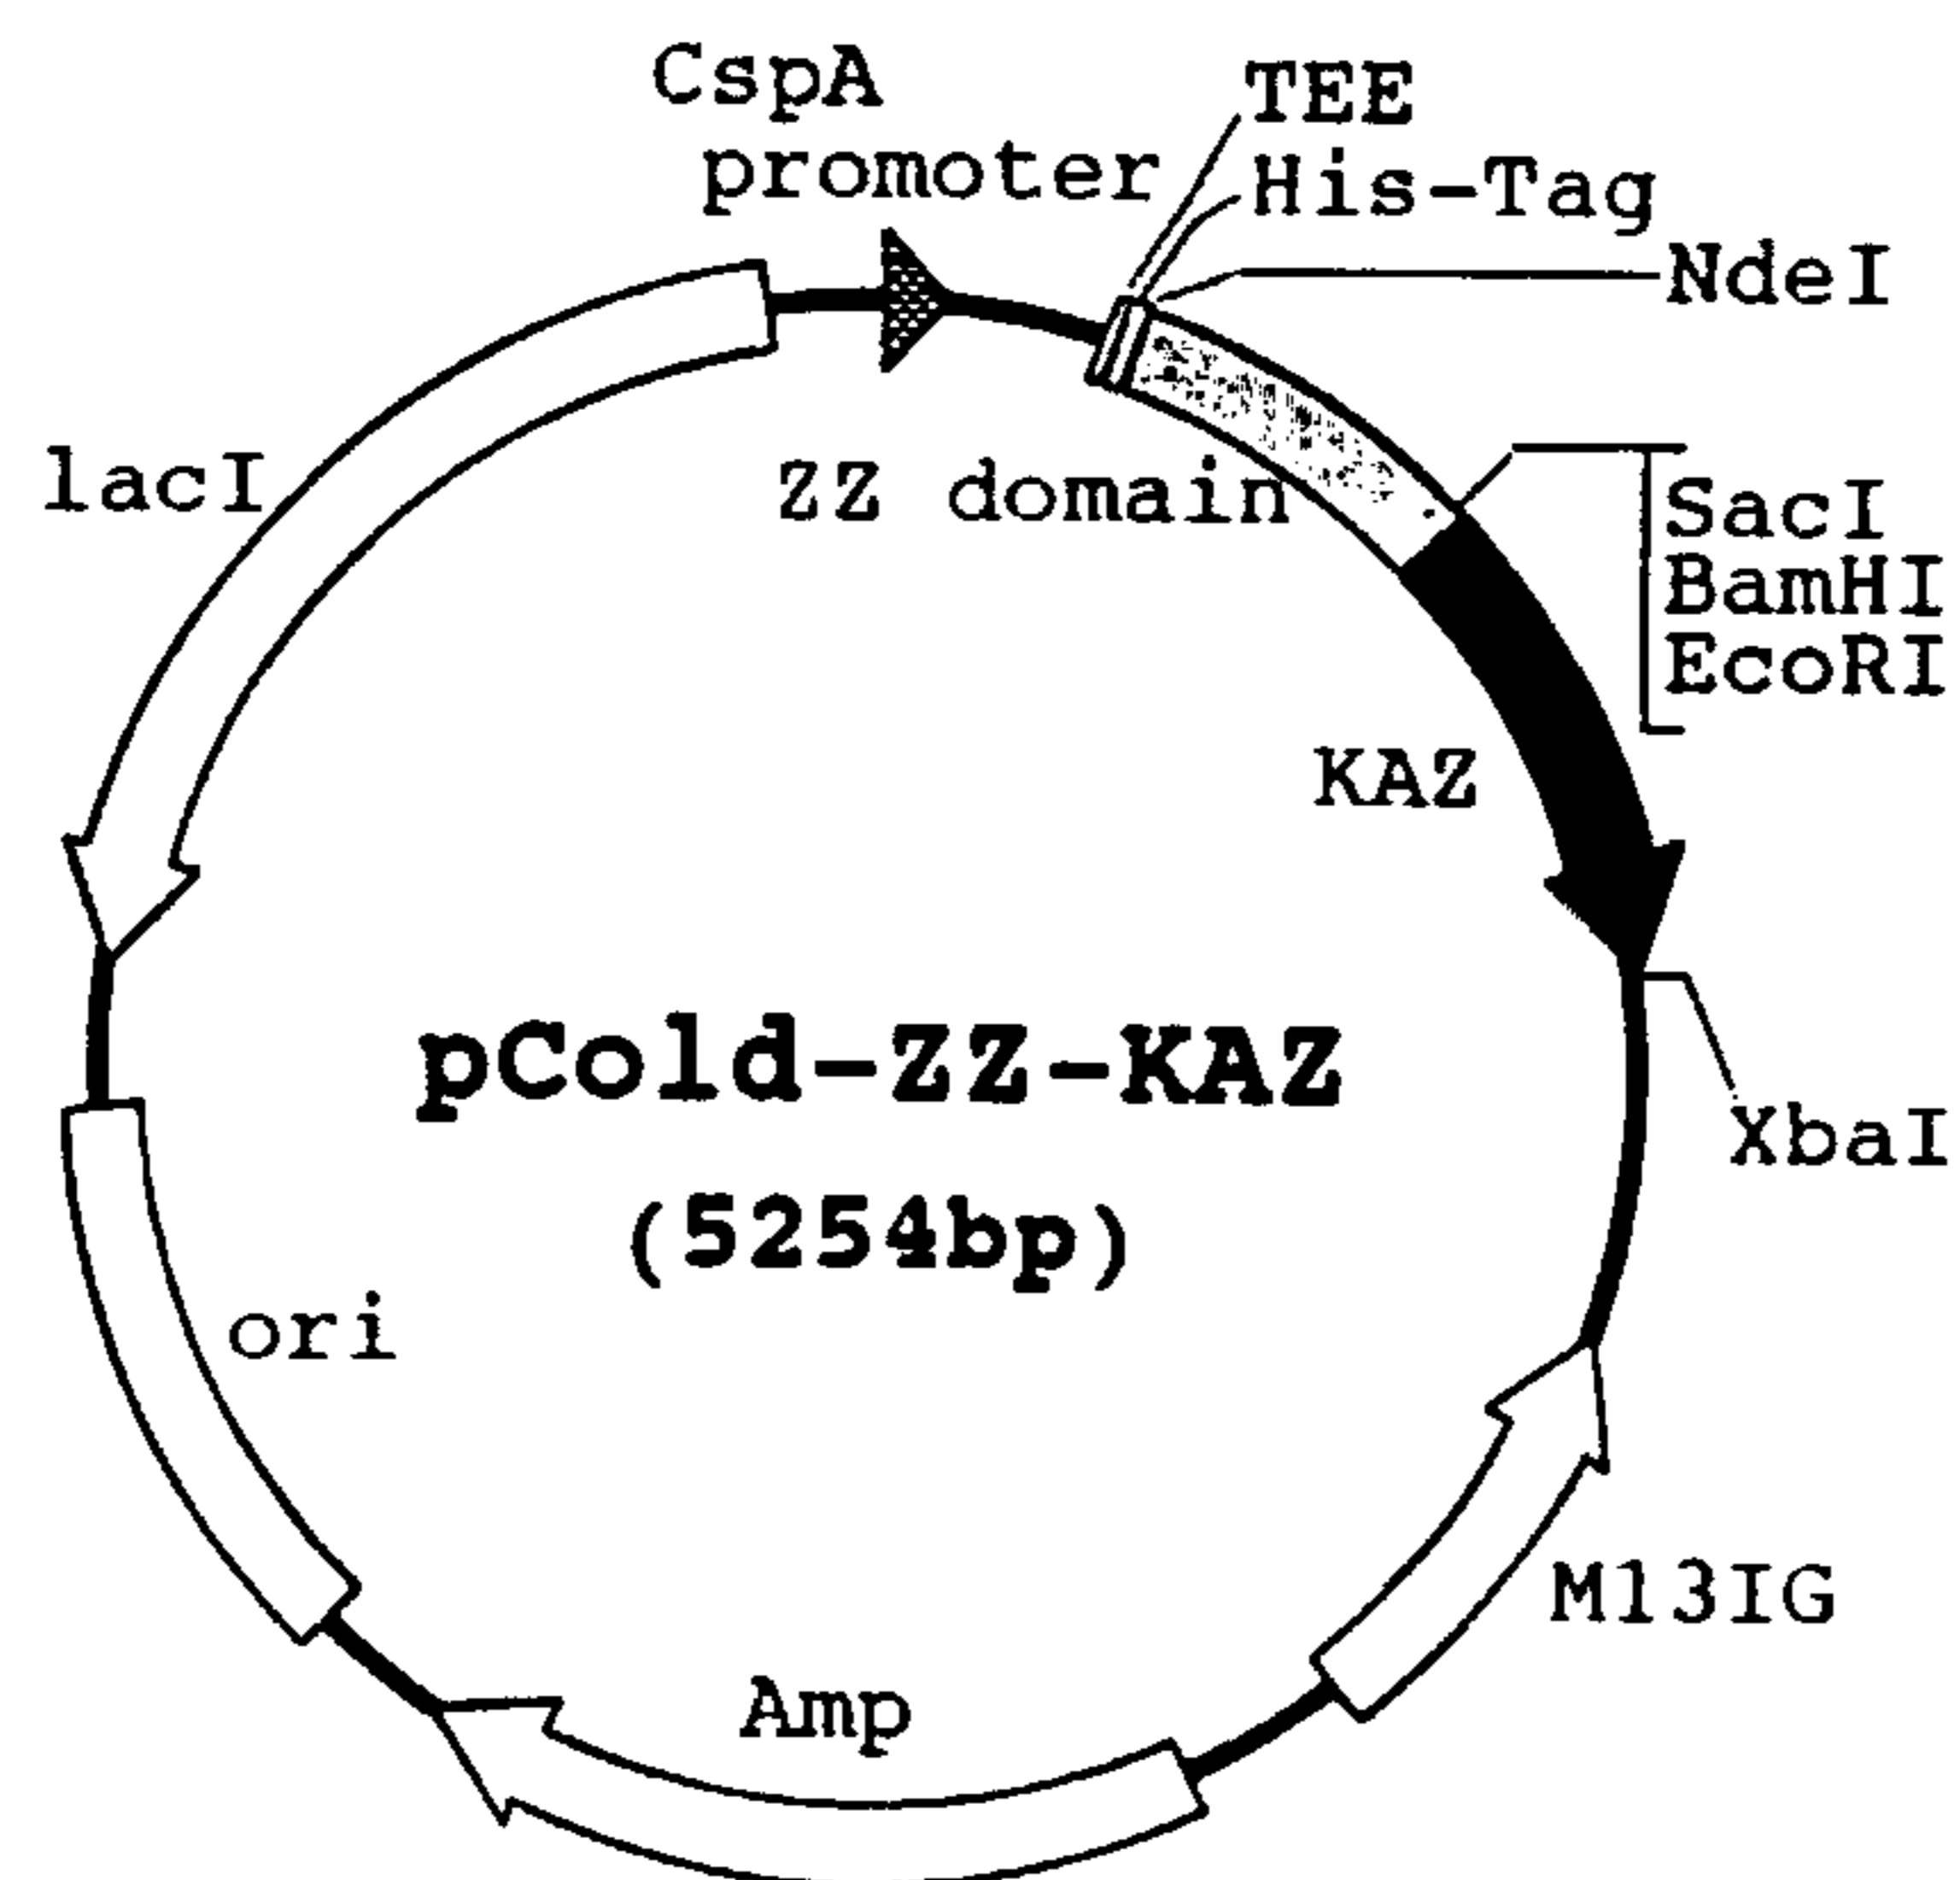 CspA
promoter
TEE
His-Tag
NdeI
lacI
ZZ domain
SacI
BamHI
EcoRI
KAZ
pCold-ZZ-KAZ
(5254bp)
XbaI
ori
M13IG
Amp